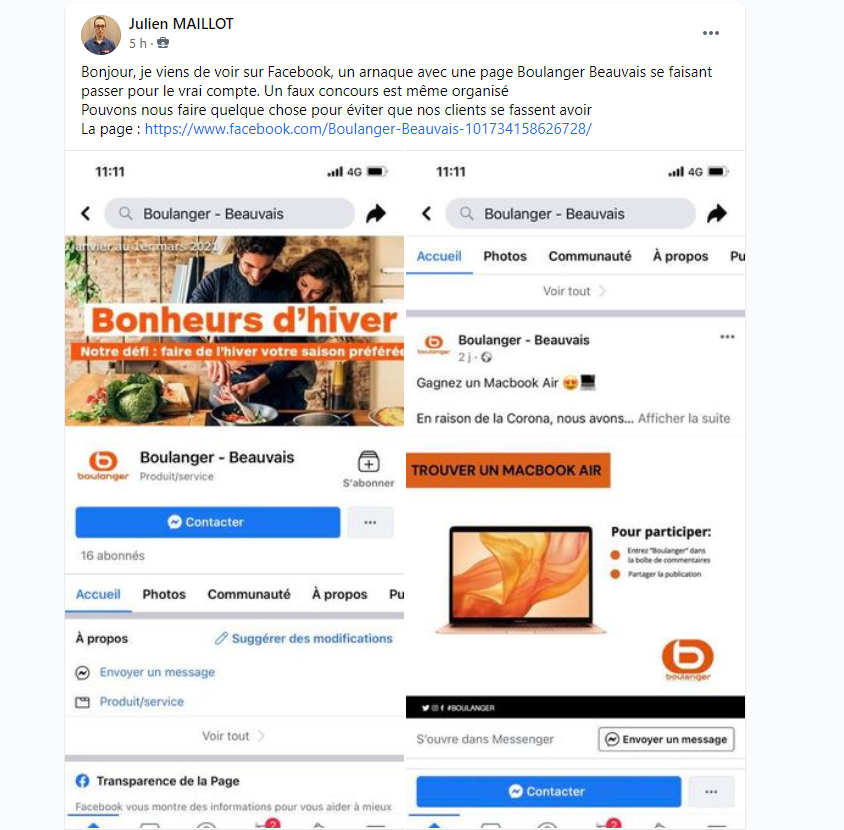 Julien MAILLOT
5 h ·
Bonjour, je viens de voir sur Facebook, un arnaque avec une page Boulanger Beauvais se faisant
passer pour le vrai compte. Un faux concours est même organisé
Pouvons nous faire quelque chose pour éviter que nos clients se fassent avoir
La page : https://www.facebook.com/Boulanger-Beauvais-101734158626728/
11:11
4G
Boulanger - Beauvais
janvier au 1er mars 2021
Bonheurs d'hiver
Notre défi : faire de l'hiver votre saison préférée
boulanger
Boulanger - Beauvais
Produit/service
S'abonner
Contacter
16 abonnés
Accueil Photos Communauté À propos Pu
À propos
Suggérer des modifications
Envoyer un message
Produit/service
Voir tout
Transparence de la Page
Facebook vous montre des informations pour vous aider à mieux
2
11:11
4G
Boulanger - Beauvais
Accueil Photos Communauté À propos Pu
Voir tout
boulanger
Boulanger - Beauvais
2 j ·
Gagnez un Macbook Air 😍💻
En raison de la Corona, nous avons... Afficher la suite
TROUVER UN MACBOOK AIR
Pour participer:
Entrez "Boulanger" dans
la boîte de commentaires
Partager la publication
boulanger
#BOULANGER
S'ouvre dans Messenger
Envoyer un message
Contacter
2